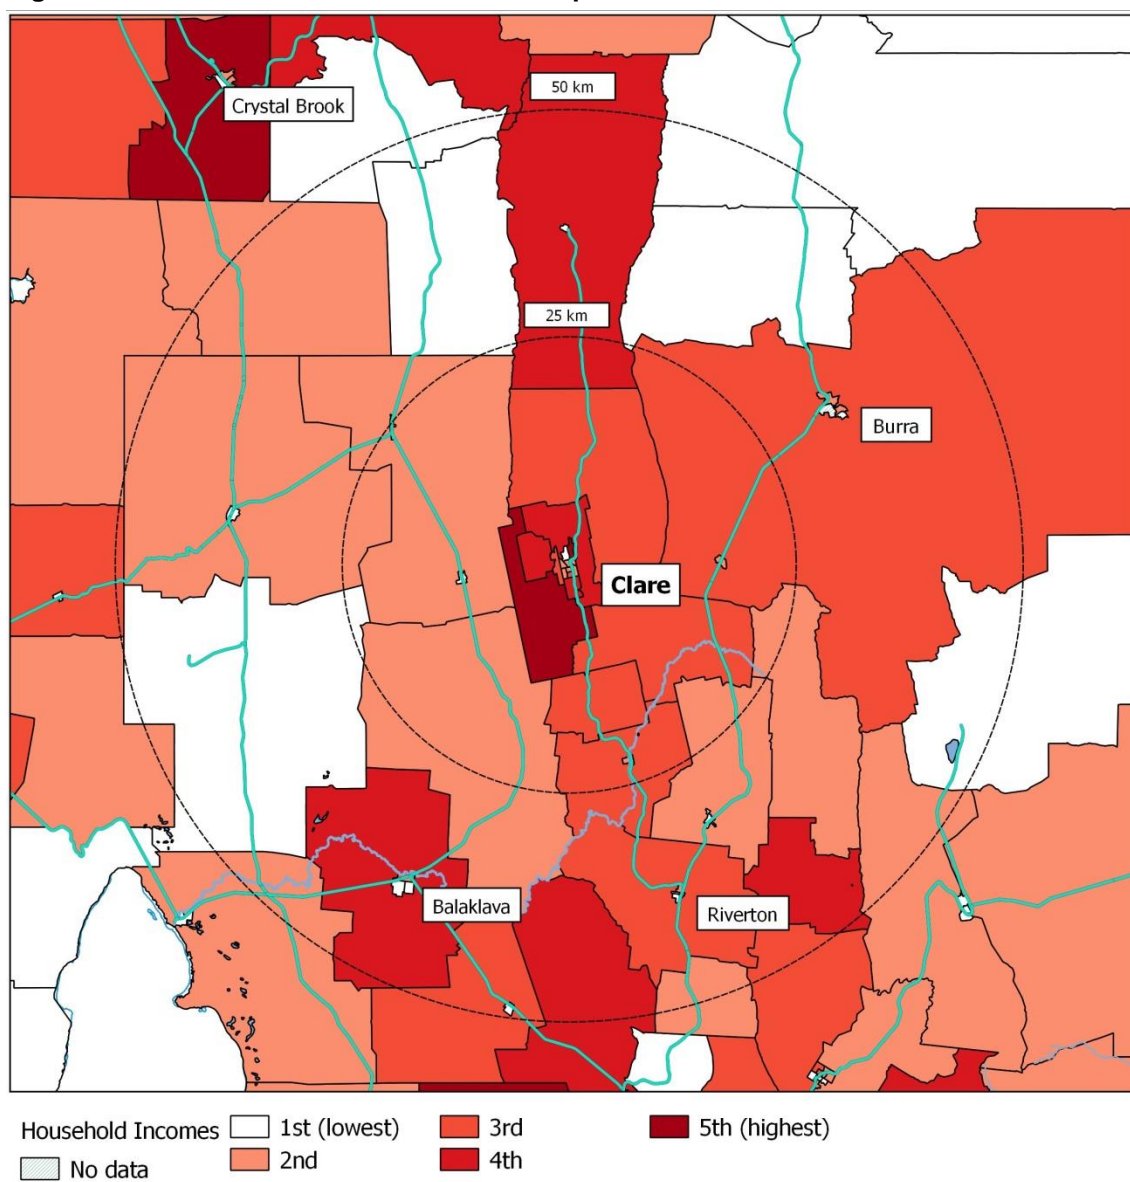 50 km
Crystal Brook
25 km
Burra
Clare
Balaklava
Riverton
Household Incomes
1st (lowest)
3rd
5th (highest)
No data
2nd
4th